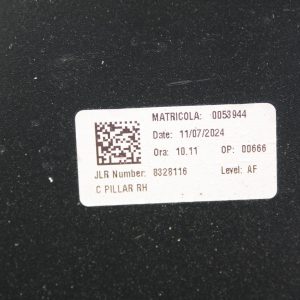 MATRICOLA: 0053944
Date: 11/07/2024
Ora: 10.11 OP: 00666
JLR Number: 8328116 Level: AF
C PILLAR RH